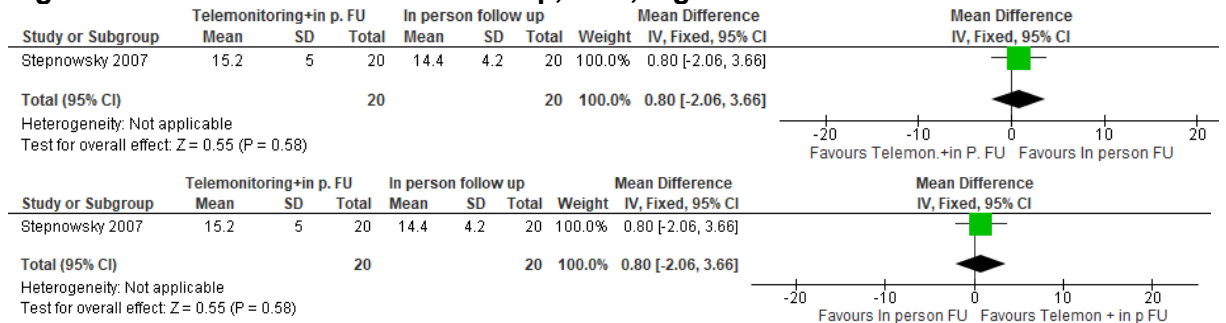 Telemonitoring+in p. FU In person follow up Mean Difference Mean Difference
Study or Subgroup Mean SD Total Mean SD Total Weight IV, Fixed, 95% CI IV, Fixed, 95% CI
Stepnowsky 2007 15.2 5 20 14.4 4.2 20 100.0% 0.80 [-2.06, 3.66]
Total (95% CI) 20 20 100.0% 0.80 [-2.06, 3.66]
Heterogeneity: Not applicable
Test for overall effect: Z = 0.55 (P = 0.58)
-20 -10 0 10 20
Favours Telemon.+in P. FU Favours In person FU
Telemonitoring+in p. FU In person follow up Mean Difference Mean Difference
Study or Subgroup Mean SD Total Mean SD Total Weight IV, Fixed, 95% CI IV, Fixed, 95% CI
Stepnowsky 2007 15.2 5 20 14.4 4.2 20 100.0% 0.80 [-2.06, 3.66]
Total (95% CI) 20 20 100.0% 0.80 [-2.06, 3.66]
Heterogeneity: Not applicable
Test for overall effect: Z = 0.55 (P = 0.58)
-20 -10 0 10 20
Favours In person FU Favours Telemon + in p FU